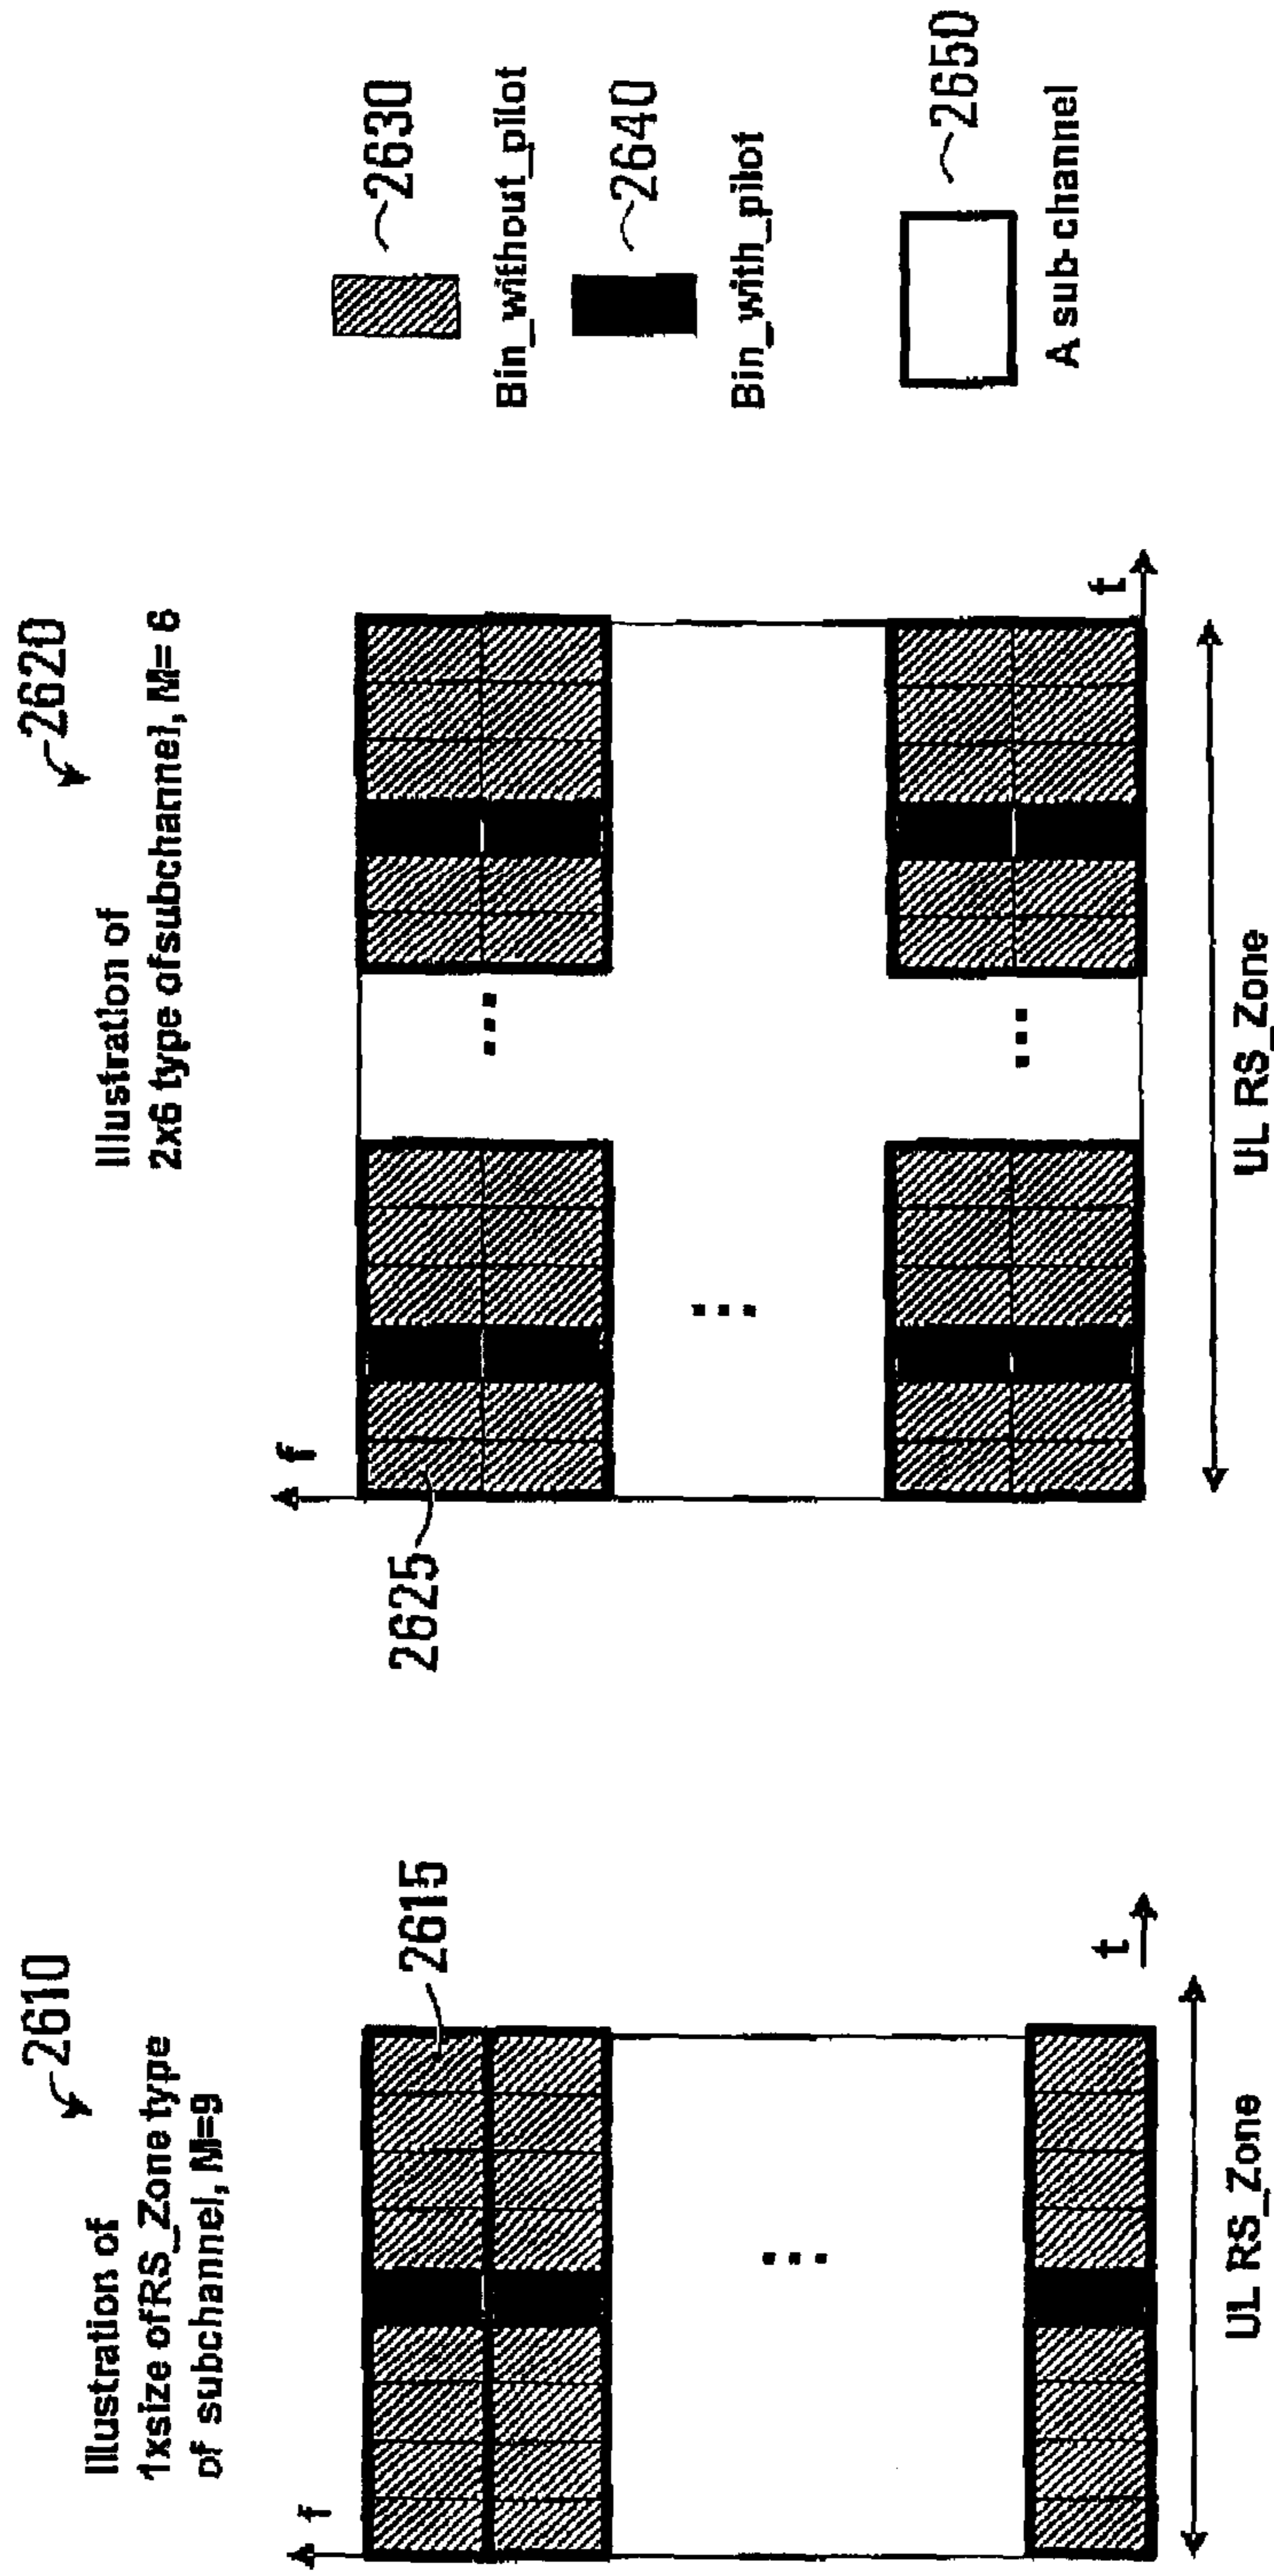 2610
Illustration of
1xsize ofRS_Zone type
of subchannel, M=9
f
2615
t
UL RS_Zone
2620
Illustration of
2x6 type ofsubchannel, M= 6
f
2625
t
UL RS_Zone
2630
Bin_without_pilot
2640
Bin_with_pilot
2650
A sub-channel